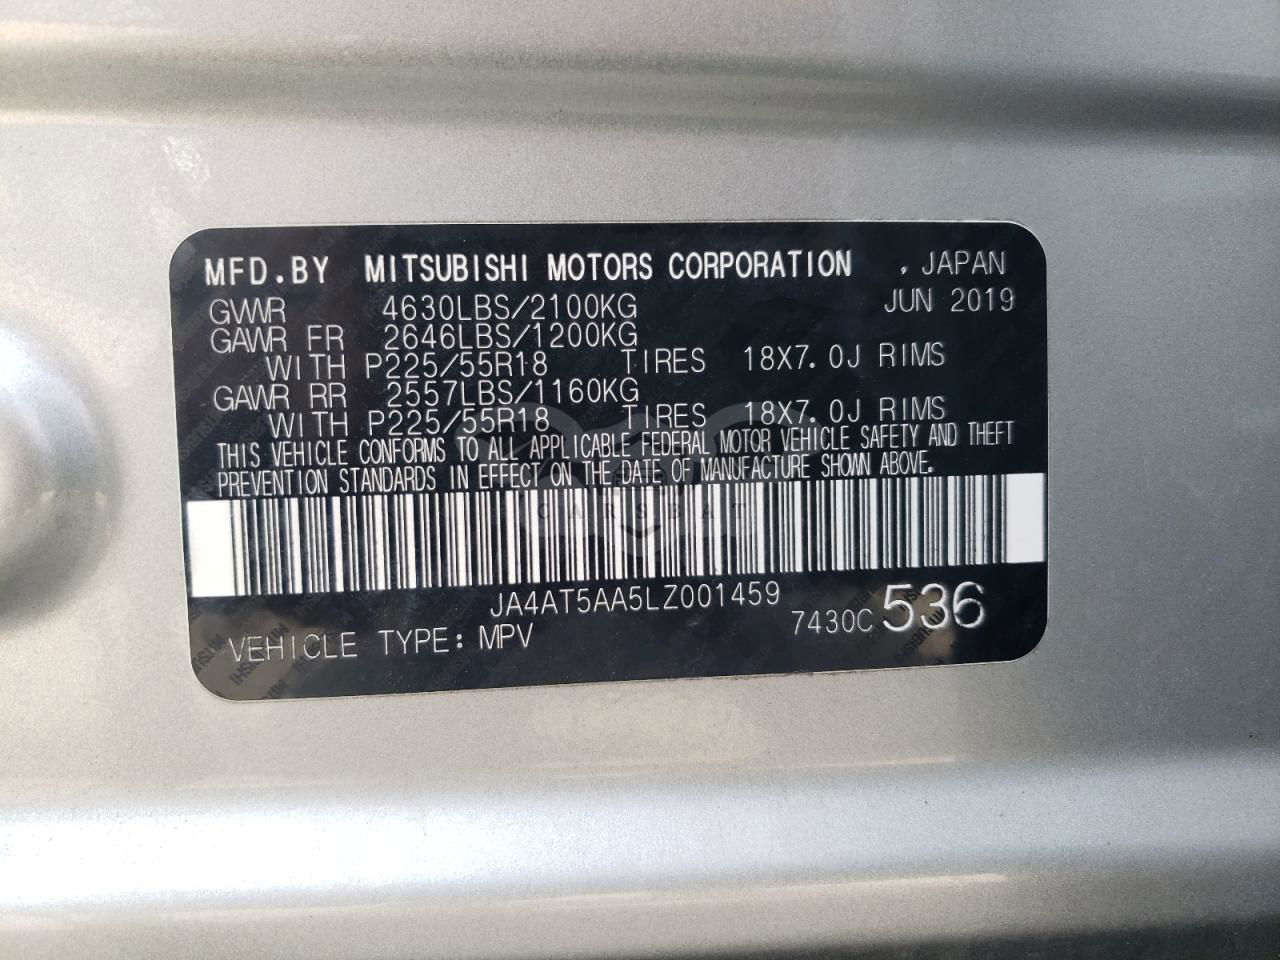 MFD.BY MITSUBISHI MOTORS CORPORATION , JAPAN
GVWR 4630LBS/2100KG JUN 2019
GAWR FR 2646LBS/1200KG
WITH P225/55R18 TIRES 18X7.0J RIMS
GAWR RR 2557LBS/1160KG
WITH P225/55R18 TIRES 18X7.0J RIMS
THIS VEHICLE CONFORMS TO ALL APPLICABLE FEDERAL MOTOR VEHICLE SAFETY AND THEFT
PREVENTION STANDARDS IN EFFECT ON THE DATE OF MANUFACTURE SHOWN ABOVE.
CARSBAT
JA4AT5AA5LZ001459
7430C 536
VEHICLE TYPE: MPV